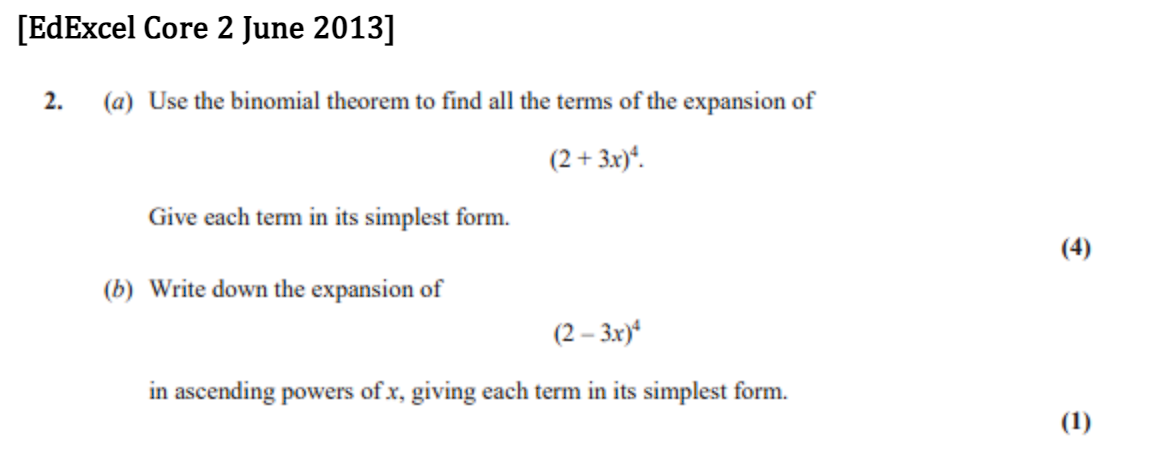 [EdExcel Core 2 June 2013]
2. (a) Use the binomial theorem to find all the terms of the expansion of
(2 + 3x)⁴.
Give each term in its simplest form.
(4)
(b) Write down the expansion of
(2 – 3x)⁴
in ascending powers of x, giving each term in its simplest form.
(1)